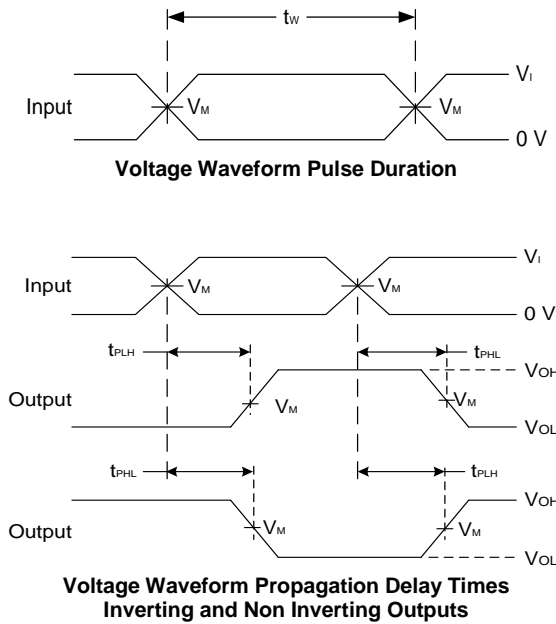 tW
VI
Input
VM
VM
0 V
Voltage Waveform Pulse Duration
VI
Input
VM
VM
0 V
tPLH
tPHL
VOH
Output
VM
VM
VOL
tPHL
tPLH
VOH
Output
VM
VM
VOL
Voltage Waveform Propagation Delay Times
Inverting and Non Inverting Outputs